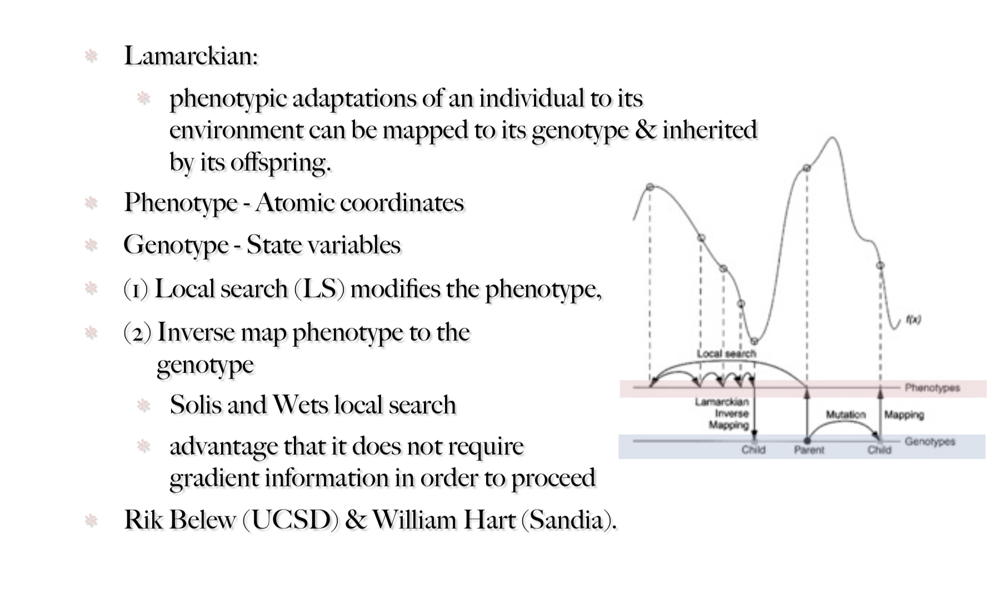 Lamarckian:
phenotypic adaptations of an individual to its
environment can be mapped to its genotype & inherited
by its offspring.
Phenotype - Atomic coordinates
Genotype - State variables
(1) Local search (LS) modifies the phenotype,
(2) Inverse map phenotype to the
genotype
Solis and Wets local search
advantage that it does not require
gradient information in order to proceed
Rik Belew (UCSD) & William Hart (Sandia).
f(x)
Local search
Phenotypes
Lamarckian
Inverse
Mapping
Mutation
Mapping
Genotypes
Child
Parent
Child